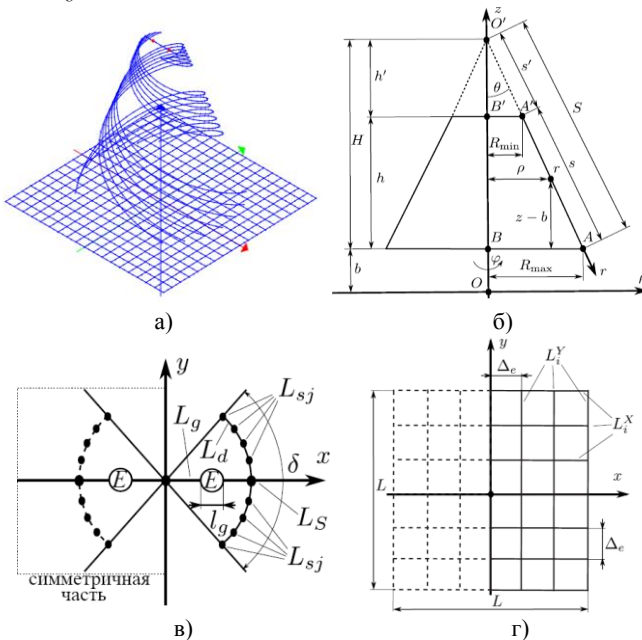 а)
z
O'
s'
h'
θ
S
B'
A'
H
R_min
s
h
ρ
r
z − b
B
A
b
φ
R_max
r
O
б)
y
L_sj
L_g
L_d
δ
x
E
E
L_S
l_g
L_sj
симметричная
часть
в)
y
Δ_e
L_i^Y
L_i^X
x
L
Δ_e
L
г)